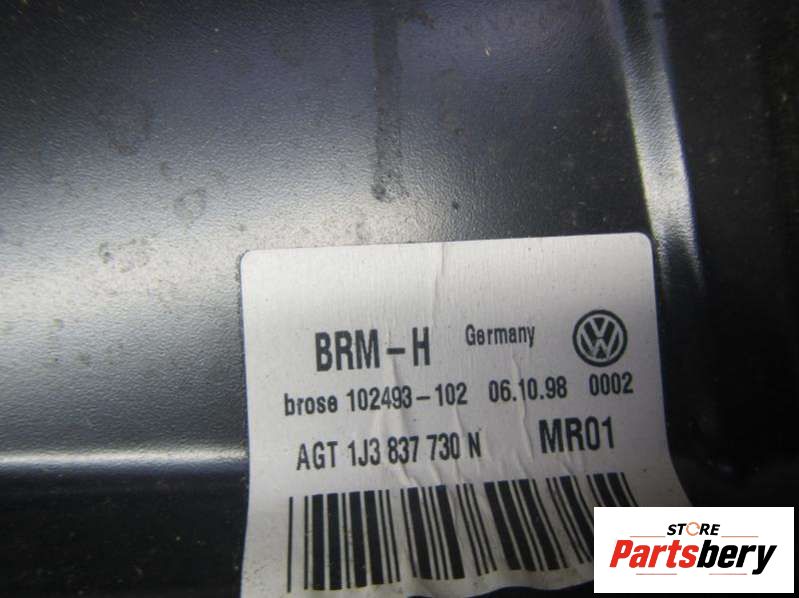 BRM-H Germany
brose 102493-102 06.10.98 0002
AGT 1J3 837 730 N MR01
STORE
Partsbery